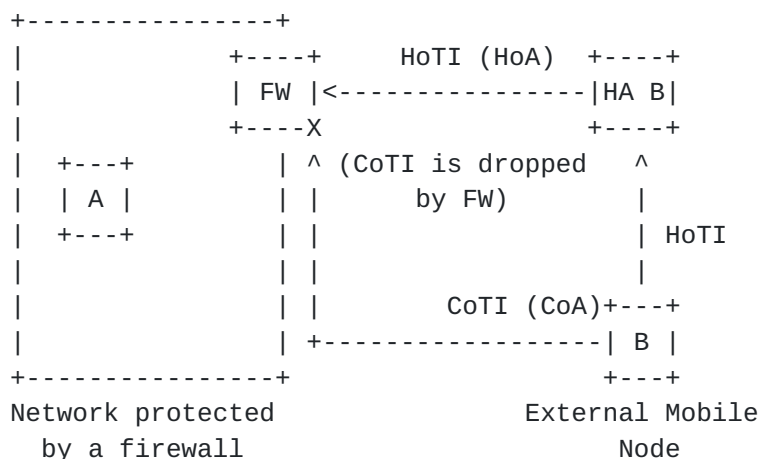 +----------------+
| +----+ HoTI (HoA) +----+
| | FW |<----------------|HA B|
| +----X +----+
| +---+ | ^ (CoTI is dropped ^
| | A | | | by FW) |
| +---+ | | | HoTI
| | | |
| | | CoTI (CoA)+---+
| | +------------------| B |
+----------------+ +---+
Network protected External Mobile
by a firewall Node